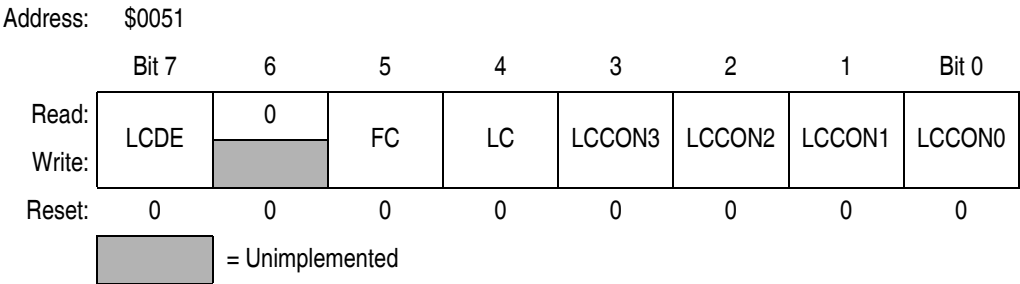 Address: $0051
Bit 7 6 5 4 3 2 1 Bit 0
Read: 0
LCDE FC LC LCCON3 LCCON2 LCCON1 LCCON0
Write:
Reset: 0 0 0 0 0 0 0 0
= Unimplemented